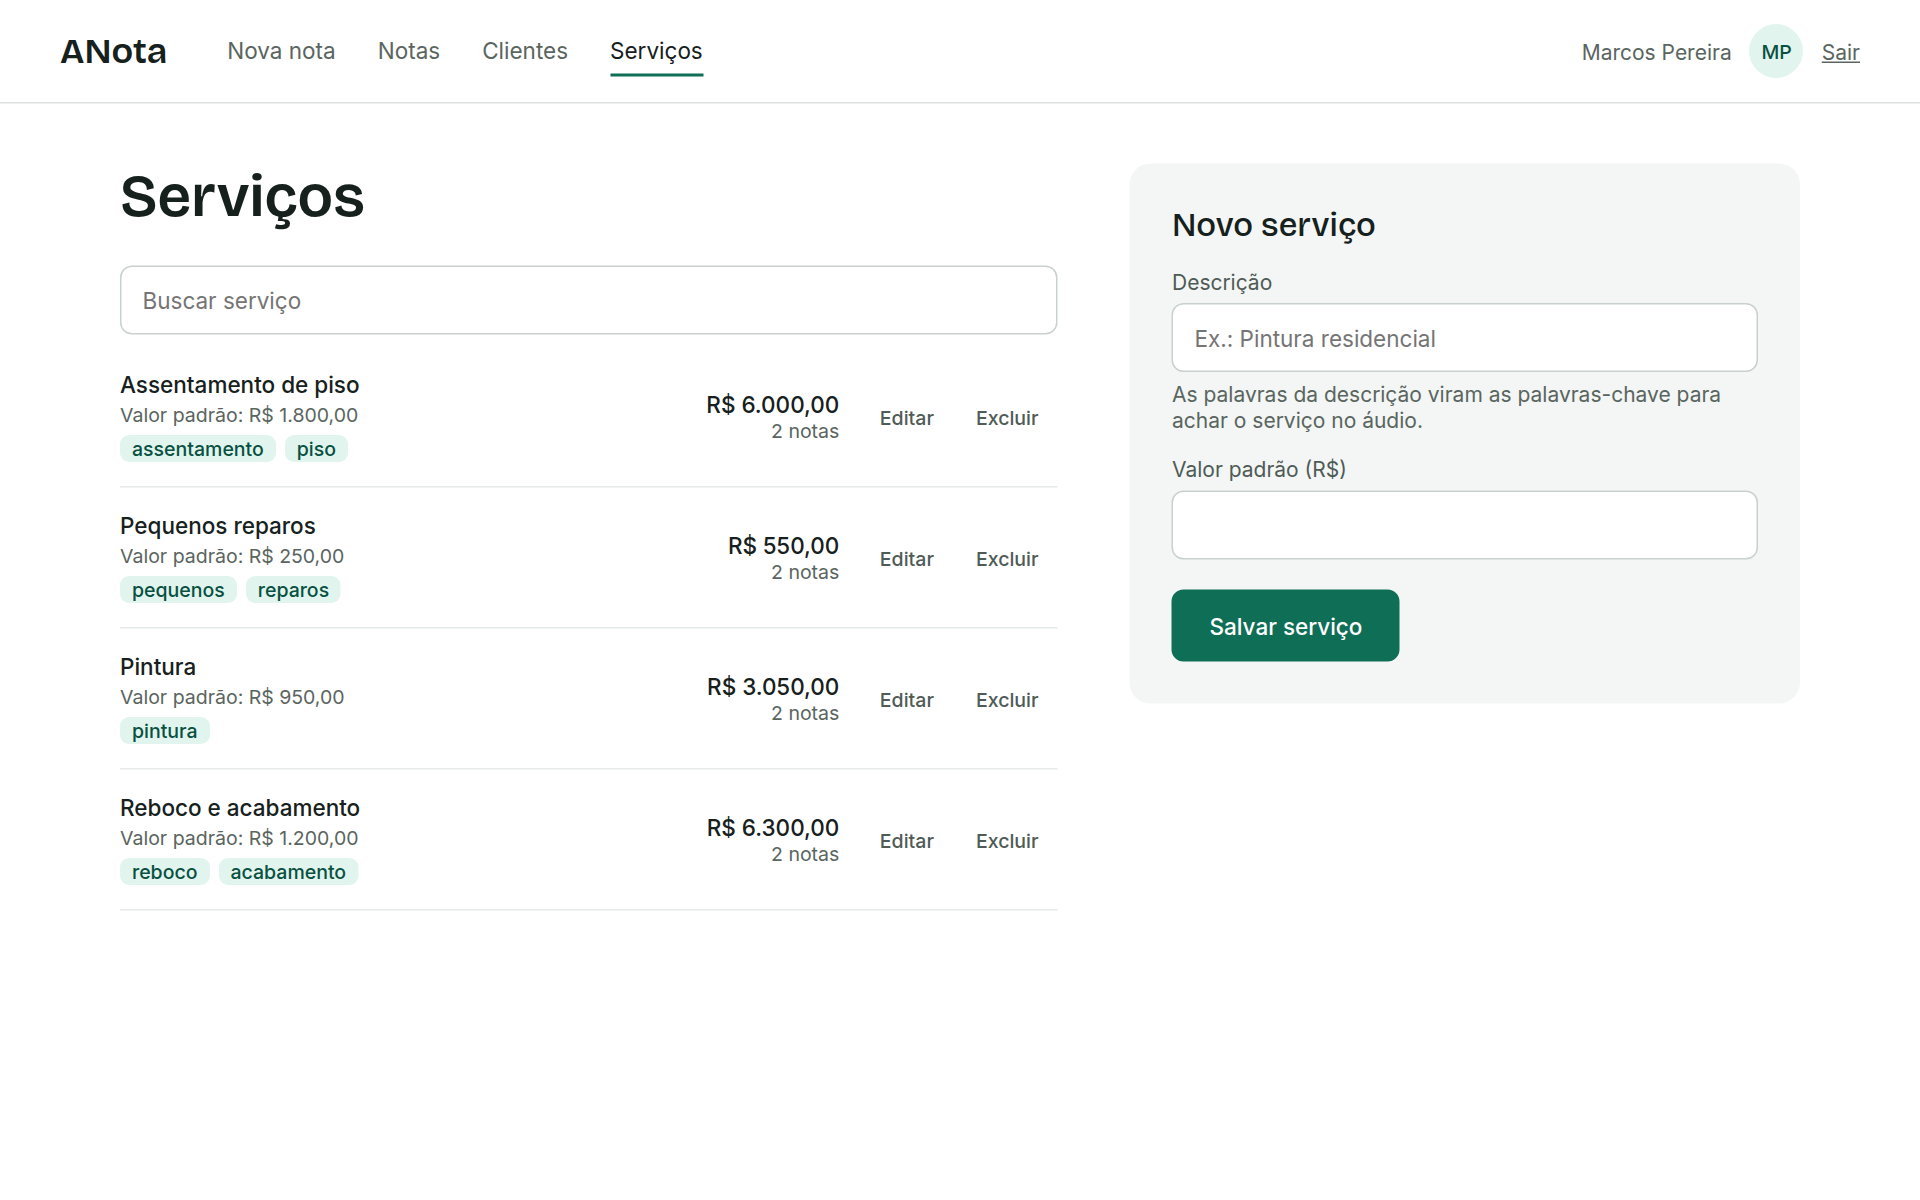 ANota
Nova nota
Notas
Clientes
Serviços
Marcos Pereira
MP
Sair
Serviços
Buscar serviço
Assentamento de piso
Valor padrão: R$ 1.800,00
assentamento piso
R$ 6.000,00
2 notas
Editar
Excluir
Pequenos reparos
Valor padrão: R$ 250,00
pequenos reparos
R$ 550,00
2 notas
Editar
Excluir
Pintura
Valor padrão: R$ 950,00
pintura
R$ 3.050,00
2 notas
Editar
Excluir
Reboco e acabamento
Valor padrão: R$ 1.200,00
reboco acabamento
R$ 6.300,00
2 notas
Editar
Excluir
Novo serviço
Descrição
Ex.: Pintura residencial
As palavras da descrição viram as palavras-chave para
achar o serviço no áudio.
Valor padrão (R$)
Salvar serviço